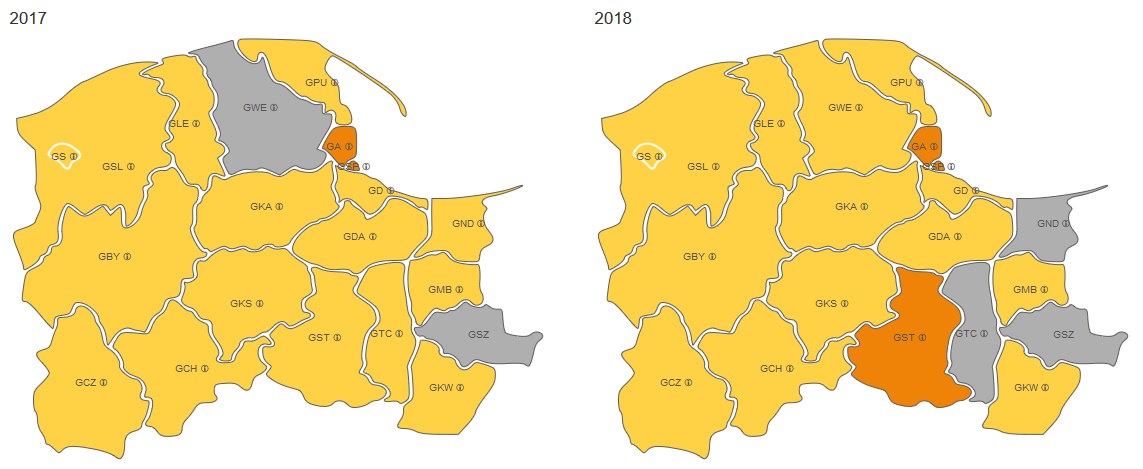 2017
2018
GPU ⓘ
GWE ⓘ
GLE ⓘ
GA ⓘ
GS ⓘ
GSL ⓘ
GSP ⓘ
GD ⓘ
GKA ⓘ
GND ⓘ
GDA ⓘ
GBY ⓘ
GMB ⓘ
GKS ⓘ
GST ⓘ
GTC ⓘ
GSZ
GCH ⓘ
GCZ ⓘ
GKW ⓘ
GPU ⓘ
GWE ⓘ
GLE ⓘ
GA ⓘ
GS ⓘ
GSL ⓘ
GSP ⓘ
GD ⓘ
GKA ⓘ
GND ⓘ
GDA ⓘ
GBY ⓘ
GMB ⓘ
GKS ⓘ
GST ⓘ
GTC ⓘ
GSZ
GCH ⓘ
GCZ ⓘ
GKW ⓘ